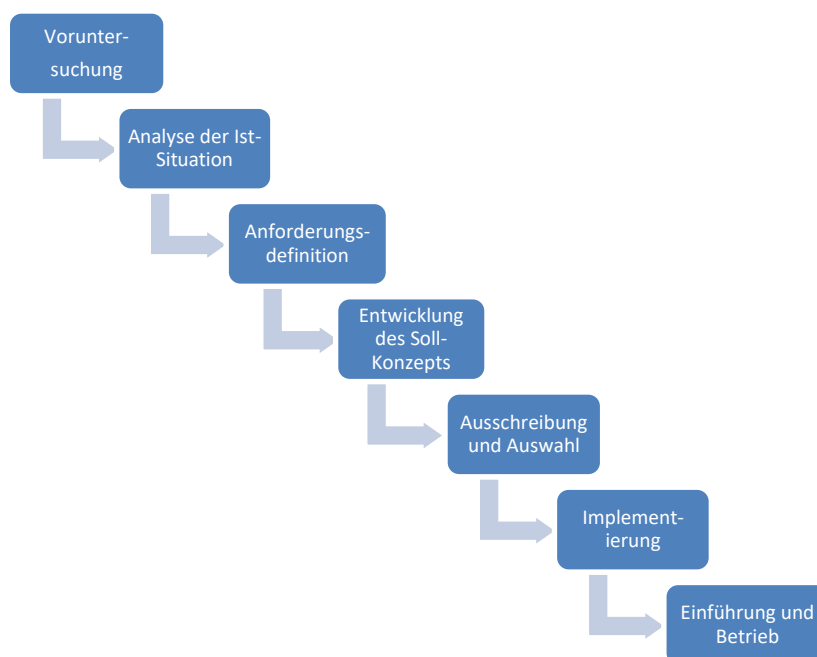 Vorunter-
suchung
Analyse der Ist-
Situation
Anforderungs-
definition
Entwicklung
des Soll-
Konzepts
Ausschreibung
und Auswahl
Implement-
ierung
Einführung und
Betrieb